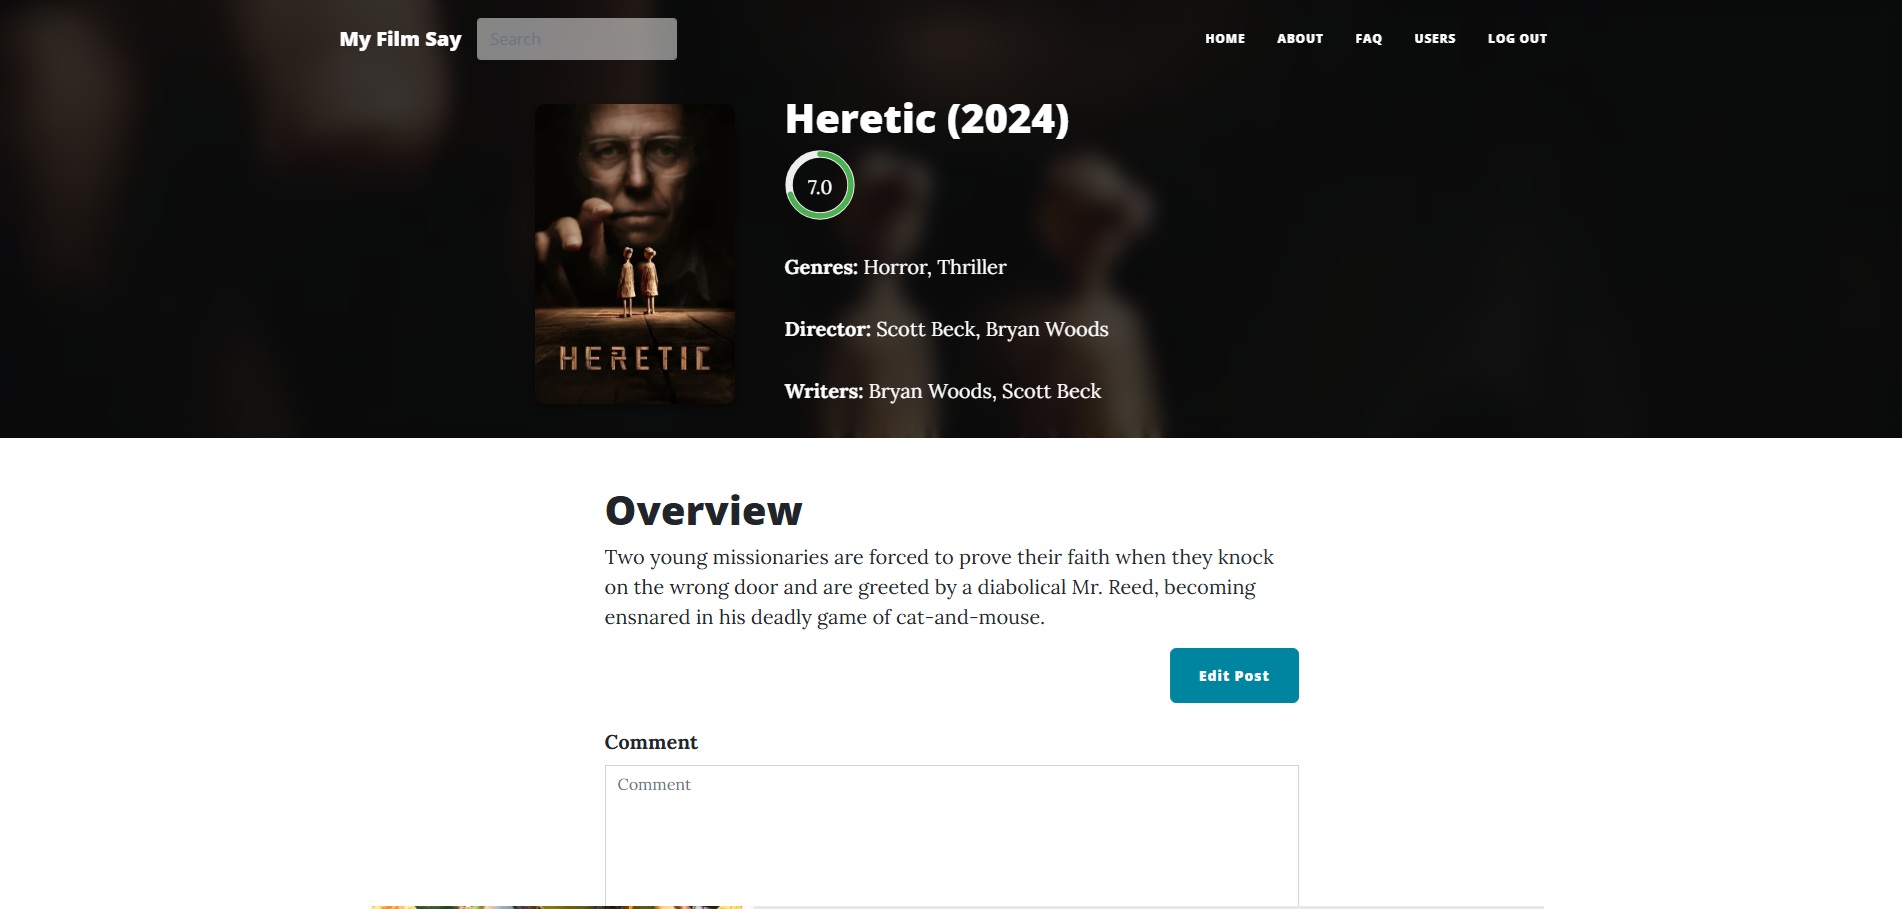 My Film Say
Search
HOME
ABOUT
FAQ
USERS
LOG OUT
HERETIC
Heretic (2024)
7.0
Genres: Horror, Thriller
Director: Scott Beck, Bryan Woods
Writers: Bryan Woods, Scott Beck
Overview
Two young missionaries are forced to prove their faith when they knock
on the wrong door and are greeted by a diabolical Mr. Reed, becoming
ensnared in his deadly game of cat-and-mouse.
Edit Post
Comment
Comment